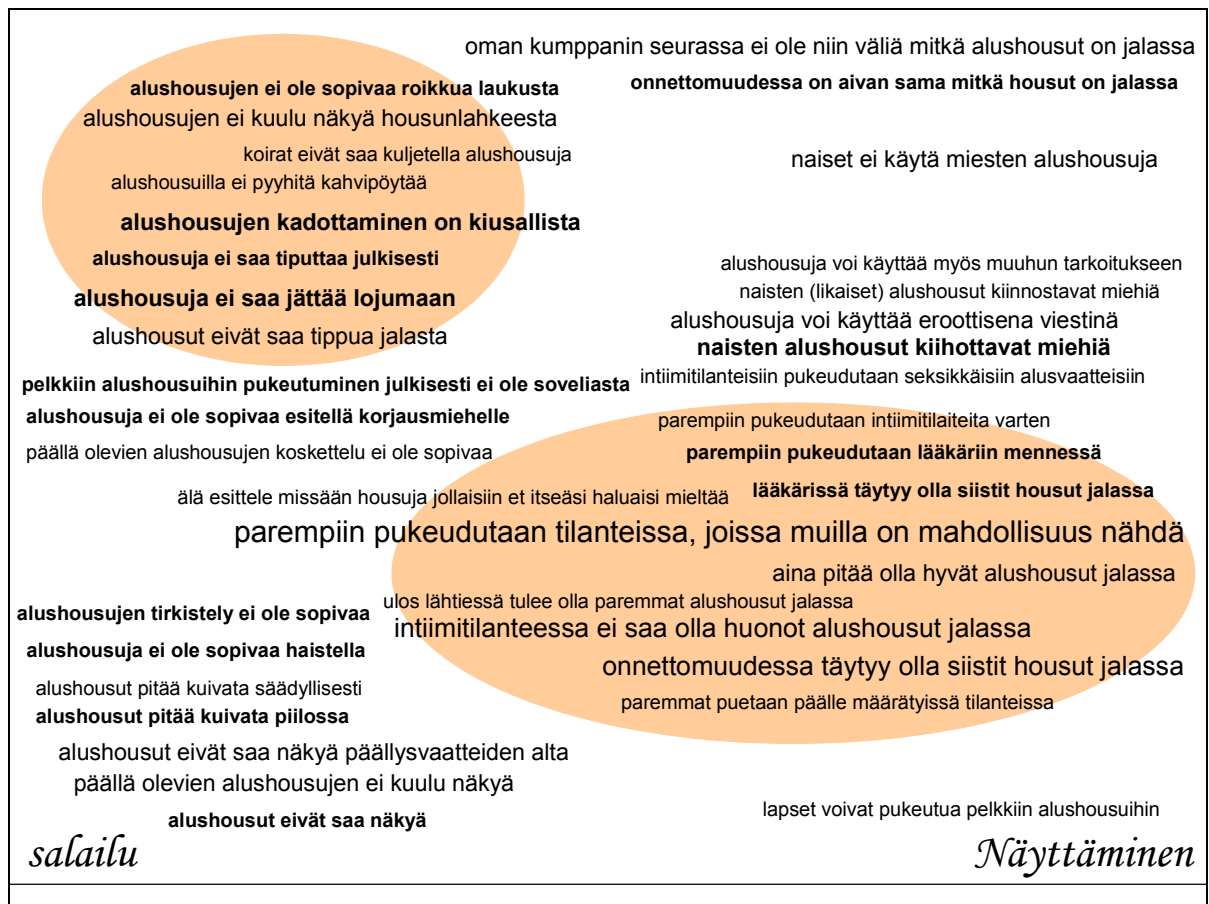 oman kumppanin seurassa ei ole niin väliä mitkä alushousut on jalassa
alushousujen ei ole sopivaa roikkua laukusta
onnettomuudessa on aivan sama mitkä housut on jalassa
alushousujen ei kuulu näkyä housunlahkeesta
koirat eivät saa kuljetella alushousuja
naiset ei käytä miesten alushousuja
alushousuilla ei pyyhitä kahvipöytää
alushousujen kadottaminen on kiusallista
alushousuja ei saa tiputtaa julkisesti
alushousuja voi käyttää myös muuhun tarkoitukseen
alushousuja ei saa jättää lojumaan
naisten (likaiset) alushousut kiinnostavat miehiä
alushousuja voi käyttää eroottisena viestinä
alushousut eivät saa tippua jalasta
naisten alushousut kiihottavat miehiä
pelkkiin alushousuihin pukeutuminen julkisesti ei ole soveliasta
intiimitilanteisiin pukeudutaan seksikkäisiin alusvaatteisiin
alushousuja ei ole sopivaa esitellä korjausmiehelle
parempiin pukeudutaan intiimitilaiteita varten
päällä olevien alushousujen koskettelu ei ole sopivaa
parempiin pukeudutaan lääkäriin mennessä
älä esittele missään housuja jollaisiin et itseäsi haluaisi mieltää
lääkärissä täytyy olla siistit housut jalassa
parempiin pukeudutaan tilanteissa, joissa muilla on mahdollisuus nähdä
aina pitää olla hyvät alushousut jalassa
alushousujen tirkistely ei ole sopivaa
ulos lähtiessä tulee olla paremmat alushousut jalassa
intiimitilanteessa ei saa olla huonot alushousut jalassa
alushousuja ei ole sopivaa haistella
onnettomuudessa täytyy olla siistit housut jalassa
alushousut pitää kuivata säädyllisesti
paremmat puetaan päälle määrätyissä tilanteissa
alushousut pitää kuivata piilossa
alushousut eivät saa näkyä päällysvaatteiden alta
päällä olevien alushousujen ei kuulu näkyä
lapset voivat pukeutua pelkkiin alushousuihin
alushousut eivät saa näkyä
salailu
Näyttäminen